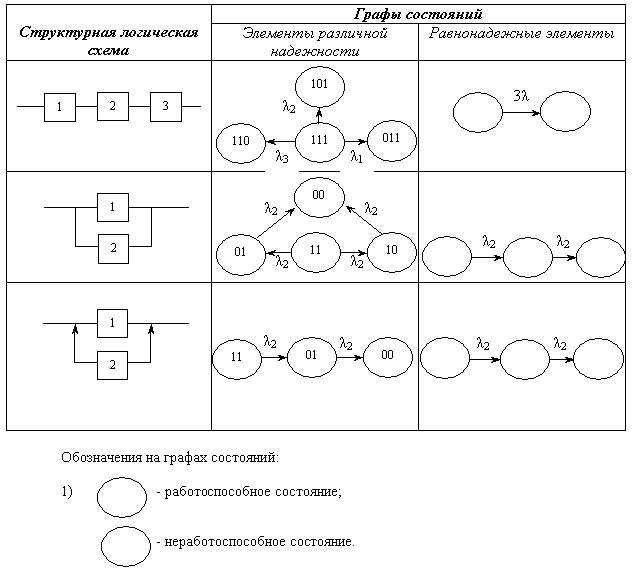 Графы состояний
Структурная логическая схема
Элементы различной надежности
Равнонадежные элементы
1 2 3
101
λ2
110 111 011
λ3 λ1
3λ
1
2
00
λ2 λ2
01 11 10
λ2 λ2
λ2 λ2
1
2
λ2 λ2
11 01 00
λ2 λ2
Обозначения на графах состояний:
1) - работоспособное состояние;
- неработоспособное состояние.